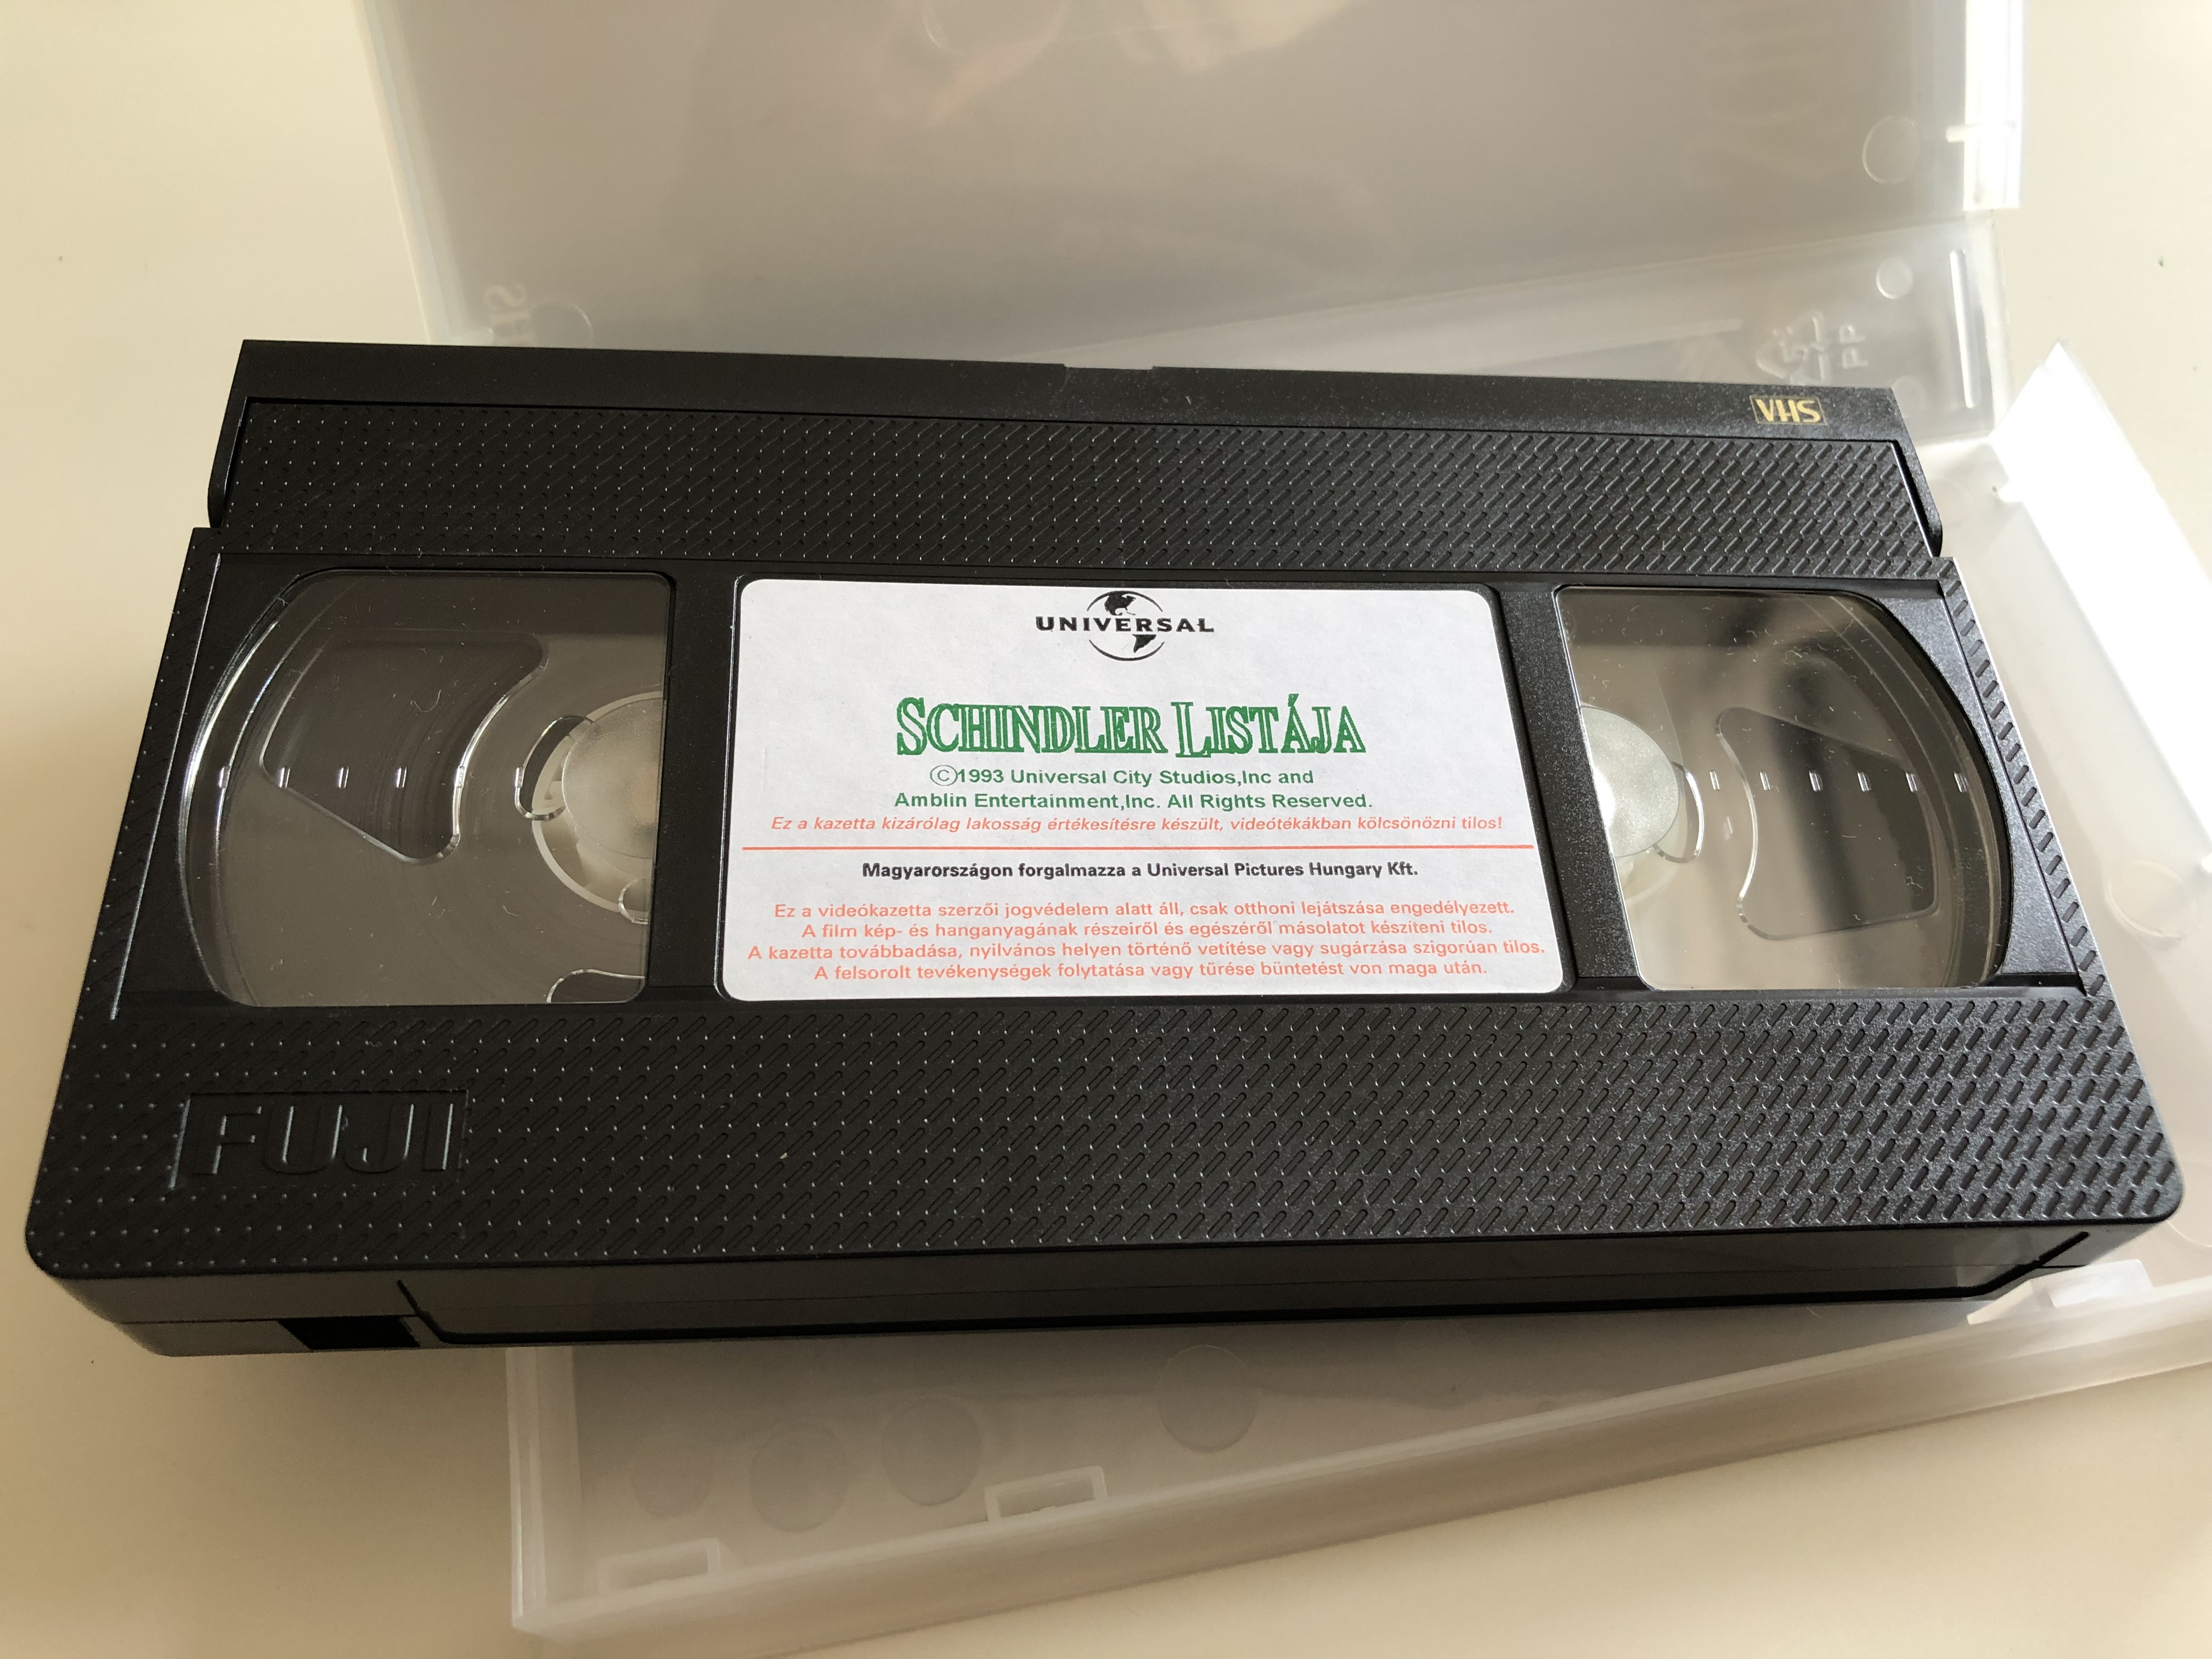 VHS
UNIVERSAL
SCHINDLER LISTÁJA
©1993 Universal City Studios,Inc and
Amblin Entertainment,Inc. All Rights Reserved.
Ez a kazetta kizárólag lakosság értékesítésre készült, videótékákban kölcsönözni tilos!
Magyarországon forgalmazza a Universal Pictures Hungary Kft.
Ez a videókazetta szerzői jogvédelem alatt áll, csak otthoni lejátszása engedélyezett.
A film kép- és hanganyagának részeiről és egészéről másolatot készíteni tilos.
A kazetta továbbadása, nyilvános helyen történő vetítése vagy sugárzása szigorúan tilos.
A felsorolt tevékenységek folytatása vagy tűrése büntetést von maga után.
FUJI
PP